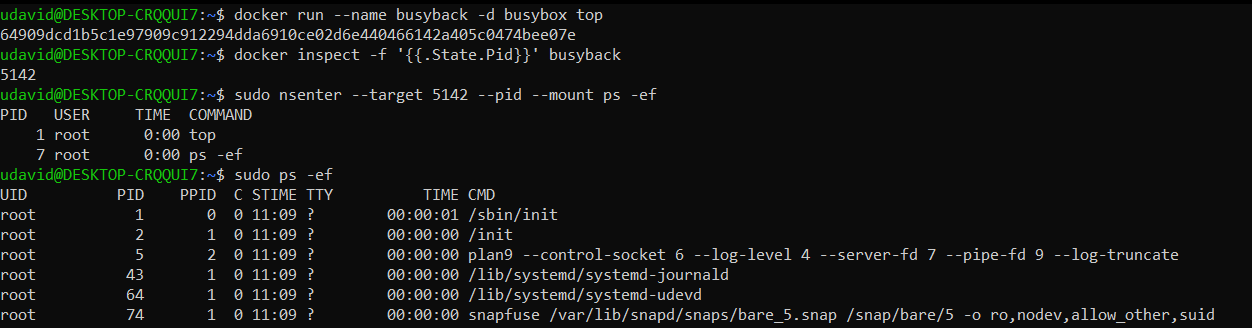 udavid@DESKTOP-CRQQUI7:~$ docker run --name busyback -d busybox top
64909dcd1b5c1e97909c912294dda6910ce02d6e440466142a405c0474bee07e
udavid@DESKTOP-CRQQUI7:~$ docker inspect -f '{{.State.Pid}}' busyback
5142
udavid@DESKTOP-CRQQUI7:~$ sudo nsenter --target 5142 --pid --mount ps -ef
PID   USER     TIME  COMMAND
    1 root      0:00 top
    7 root      0:00 ps -ef
udavid@DESKTOP-CRQQUI7:~$ sudo ps -ef
UID          PID    PPID  C STIME TTY          TIME CMD
root           1       0  0 11:09 ?        00:00:01 /sbin/init
root           2       1  0 11:09 ?        00:00:00 /init
root           5       2  0 11:09 ?        00:00:00 plan9 --control-socket 6 --log-level 4 --server-fd 7 --pipe-fd 9 --log-truncate
root          43       1  0 11:09 ?        00:00:00 /lib/systemd/systemd-journald
root          64       1  0 11:09 ?        00:00:00 /lib/systemd/systemd-udevd
root          74       1  0 11:09 ?        00:00:00 snapfuse /var/lib/snapd/snaps/bare_5.snap /snap/bare/5 -o ro,nodev,allow_other,suid